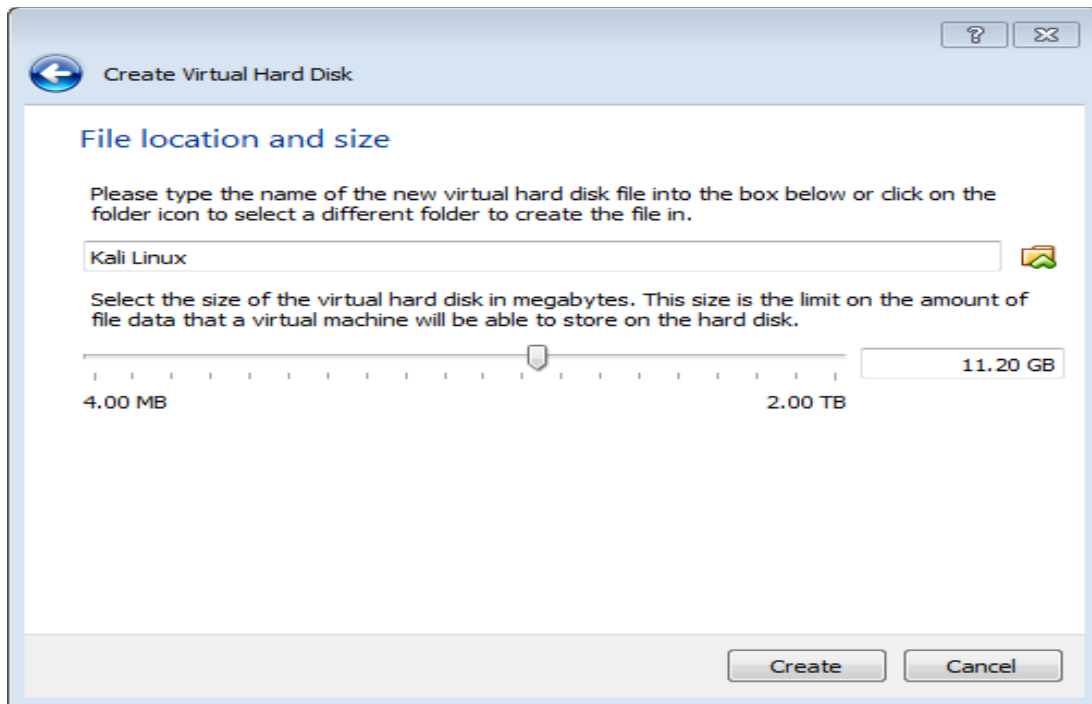 Create Virtual Hard Disk
File location and size
Please type the name of the new virtual hard disk file into the box below or click on the
folder icon to select a different folder to create the file in.
Kali Linux
Select the size of the virtual hard disk in megabytes. This size is the limit on the amount of
file data that a virtual machine will be able to store on the hard disk.
11.20 GB
4.00 MB 2.00 TB
Create Cancel